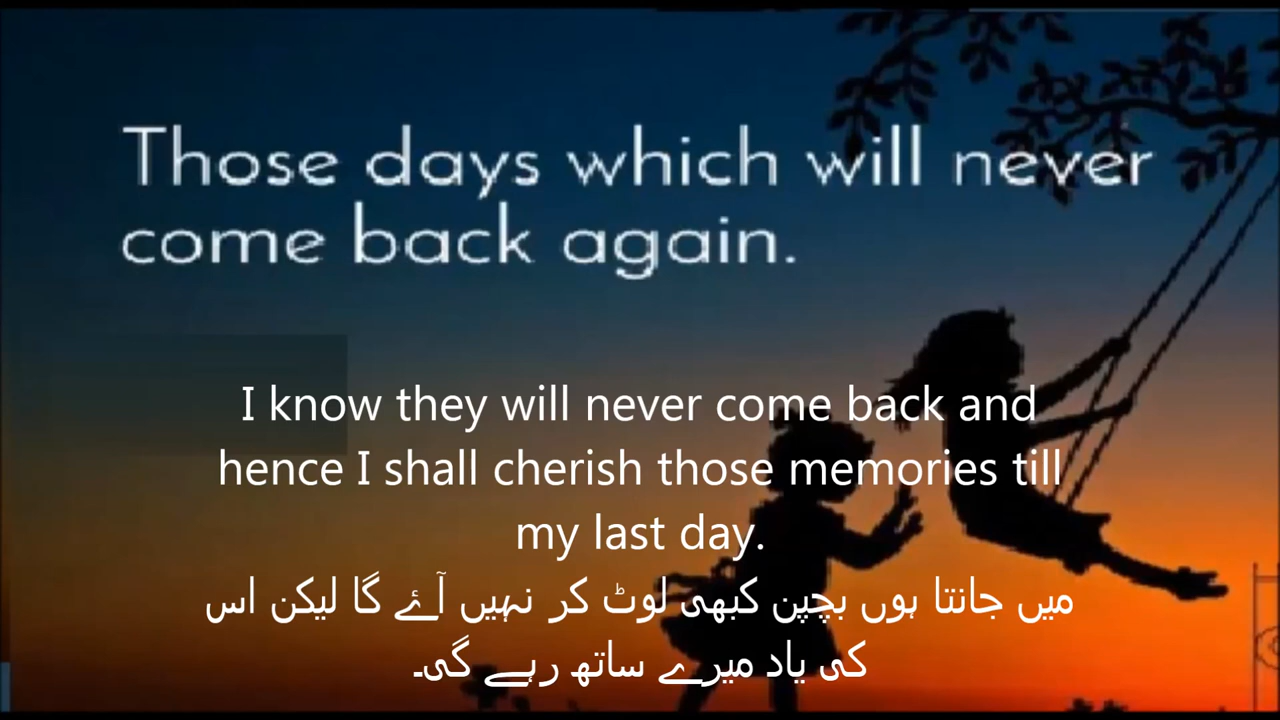 Those days which will never
come back again.
I know they will never come back and
hence I shall cherish those memories till
my last day.
میں جانتا ہوں بچپن کبھی لوٹ کر نہیں آۓ گا لیکن اس
کی یاد میرے ساتھ رہے گی۔